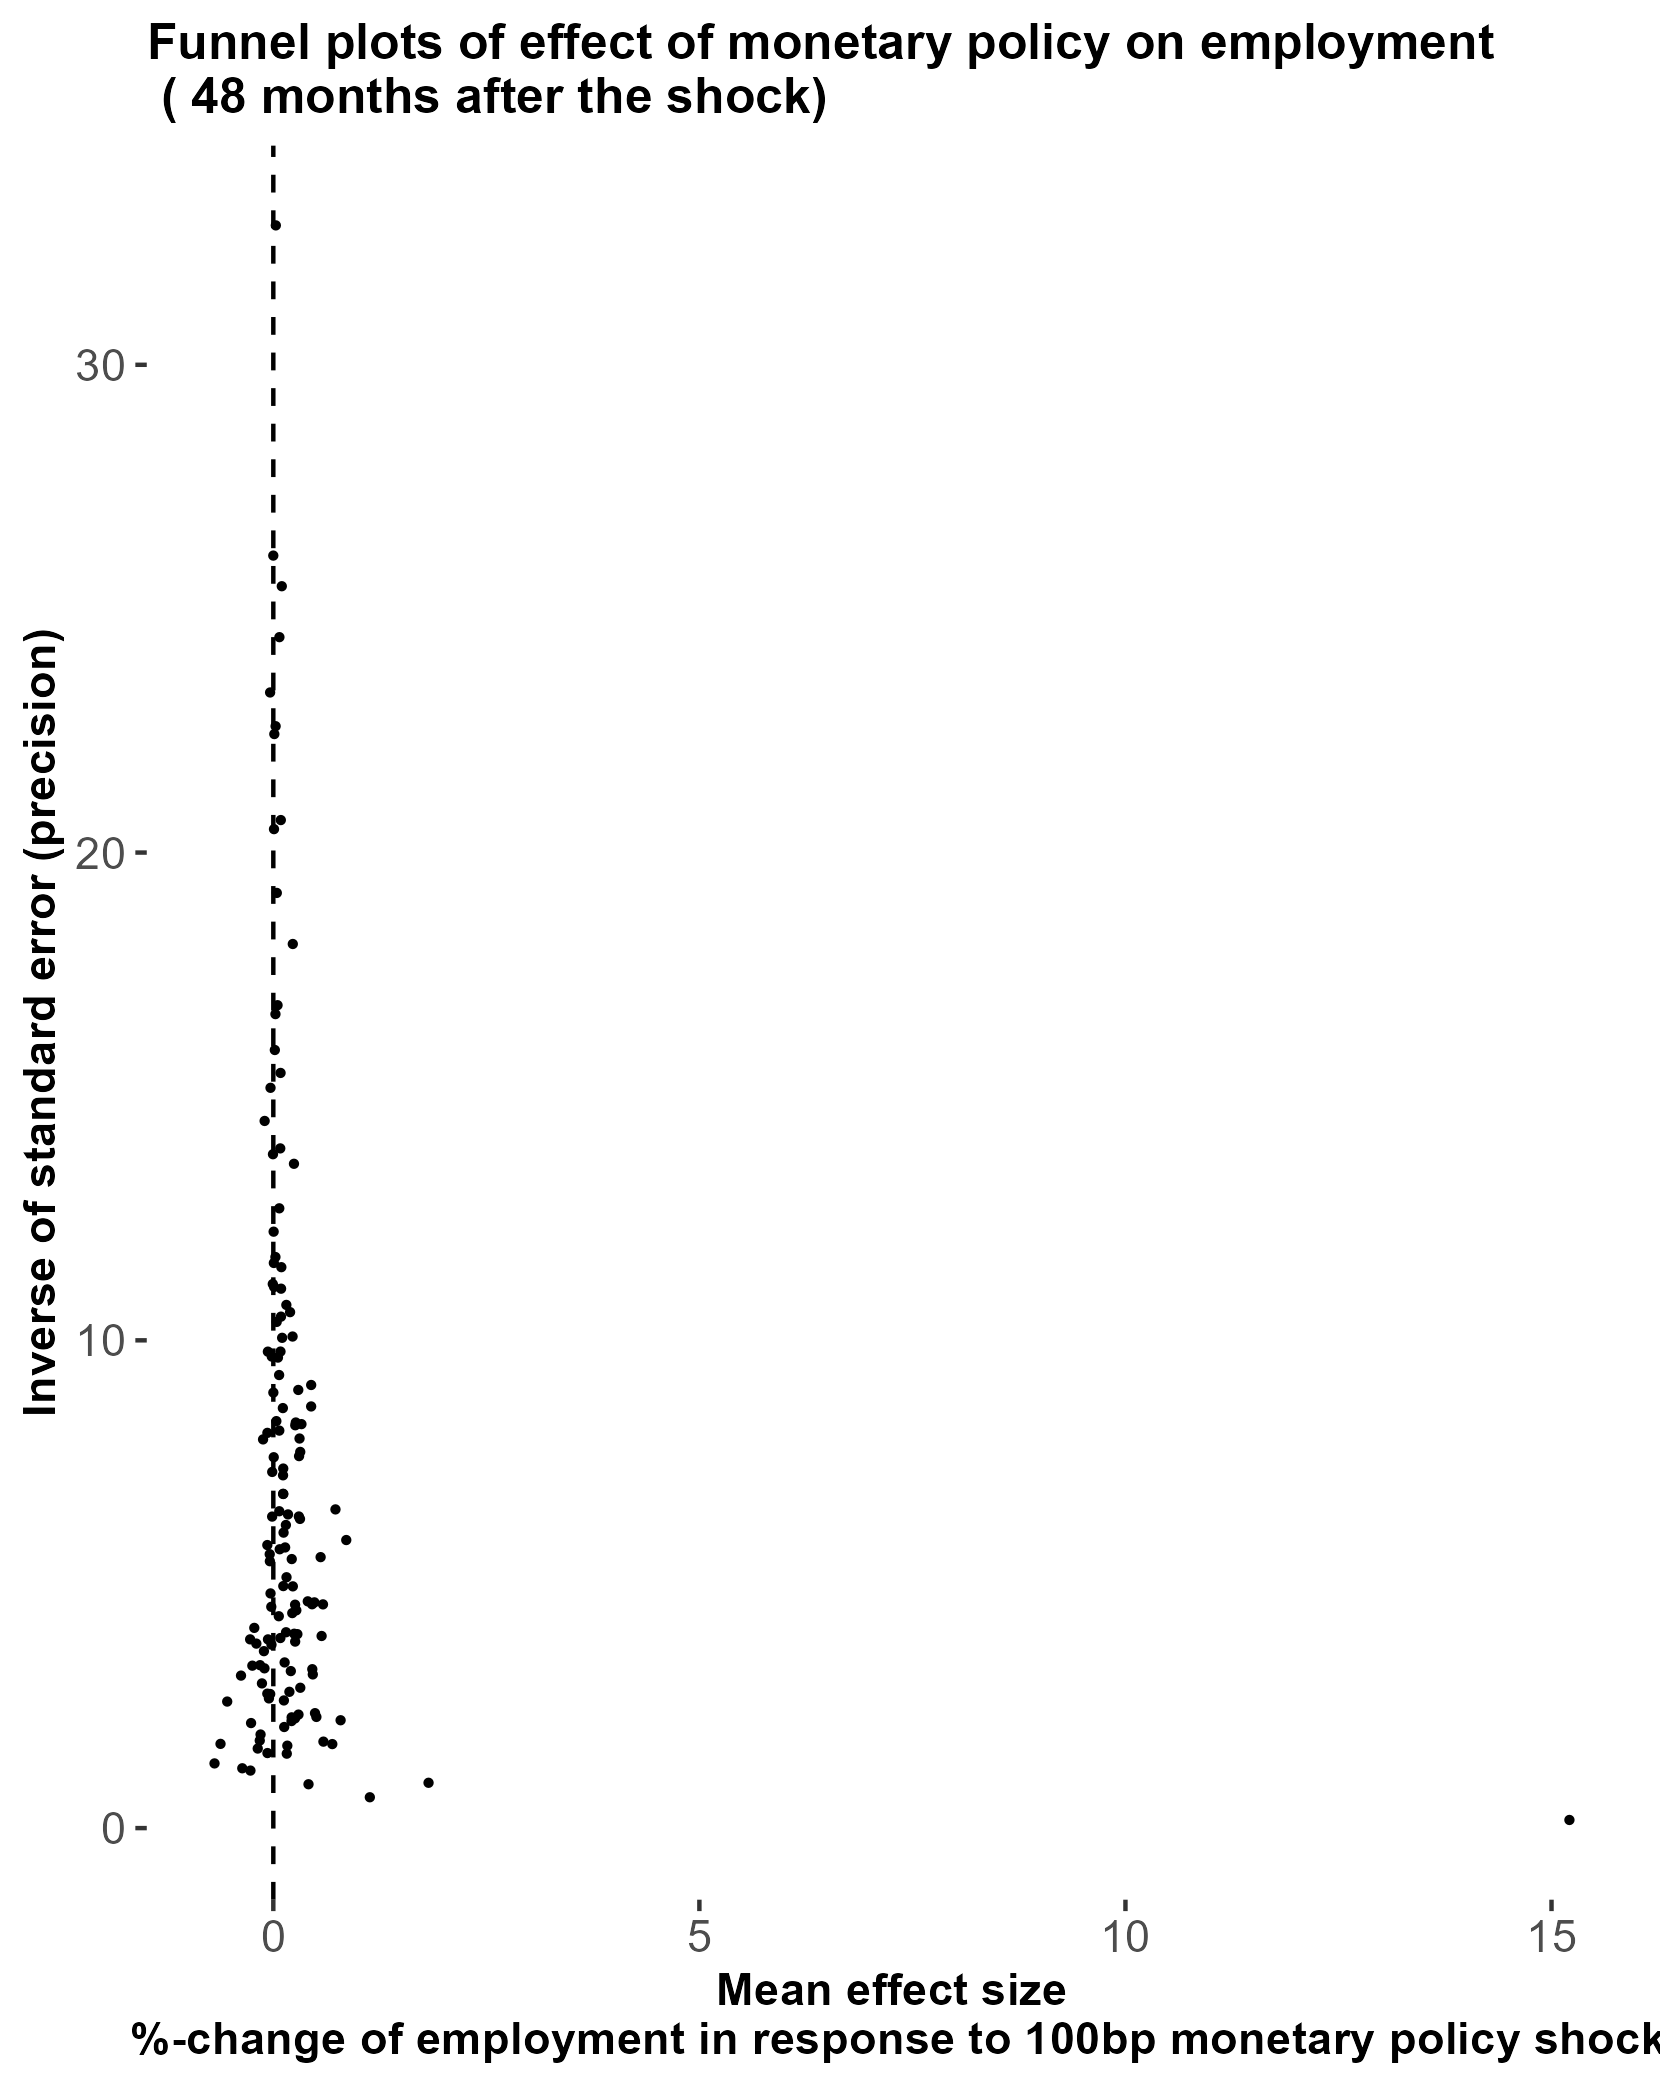 Funnel plots of effect of monetary policy on employment
( 48 months after the shock)
Inverse of standard error (precision)
30
20
10
0
0
5
10
15
Mean effect size
%-change of employment in response to 100bp monetary policy shock